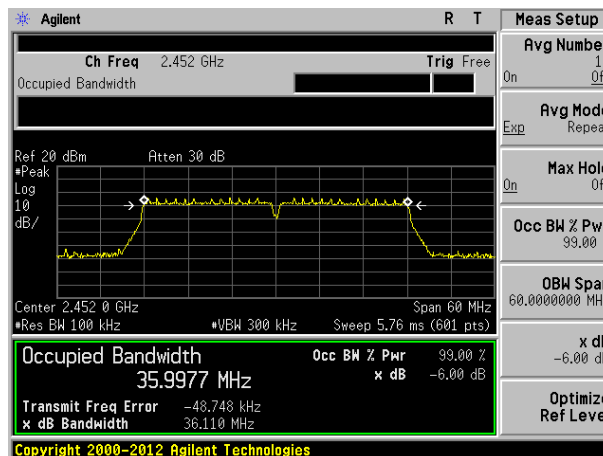 Agilent R T Meas Setup
Ch Freq 2.452 GHz Trig Free
Occupied Bandwidth
Avg Numbe
On
Avg Mode
Exp Repea
Max Hol
On
Occ BW % Pw
99.00
OBW Spa
60.0000000 MH
x d
-6.00 d
Optimiz
Ref Leve
Ref 20 dBm Atten 30 dB
#Peak
Log
10
dB/
Center 2.452 0 GHz Span 60 MHz
#Res BW 100 kHz #VBW 300 kHz Sweep 5.76 ms (601 pts)
Occupied Bandwidth Occ BW % Pwr 99.00 %
35.9977 MHz x dB -6.00 dB
Transmit Freq Error -48.748 kHz
x dB Bandwidth 36.110 MHz
Copyright 2000-2012 Agilent Technologies